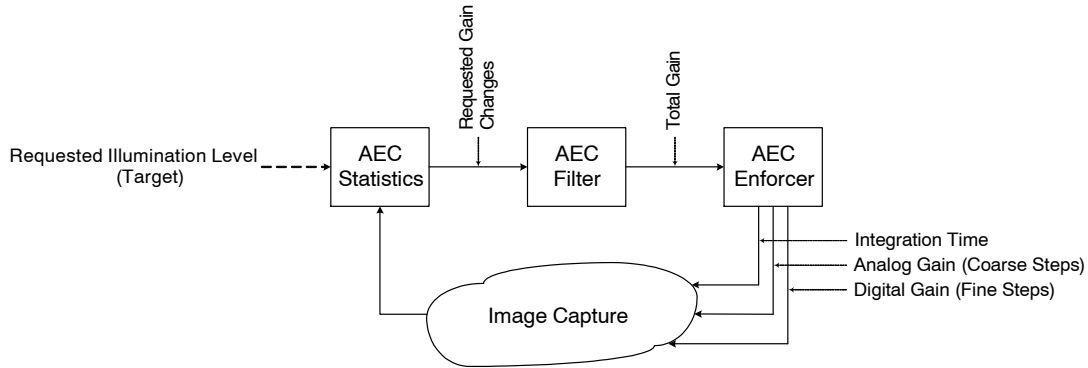 Requested Gain
Changes
Total Gain
Requested Illumination Level
(Target)
AEC
Statistics
AEC
Filter
AEC
Enforcer
Integration Time
Analog Gain (Coarse Steps)
Digital Gain (Fine Steps)
Image Capture